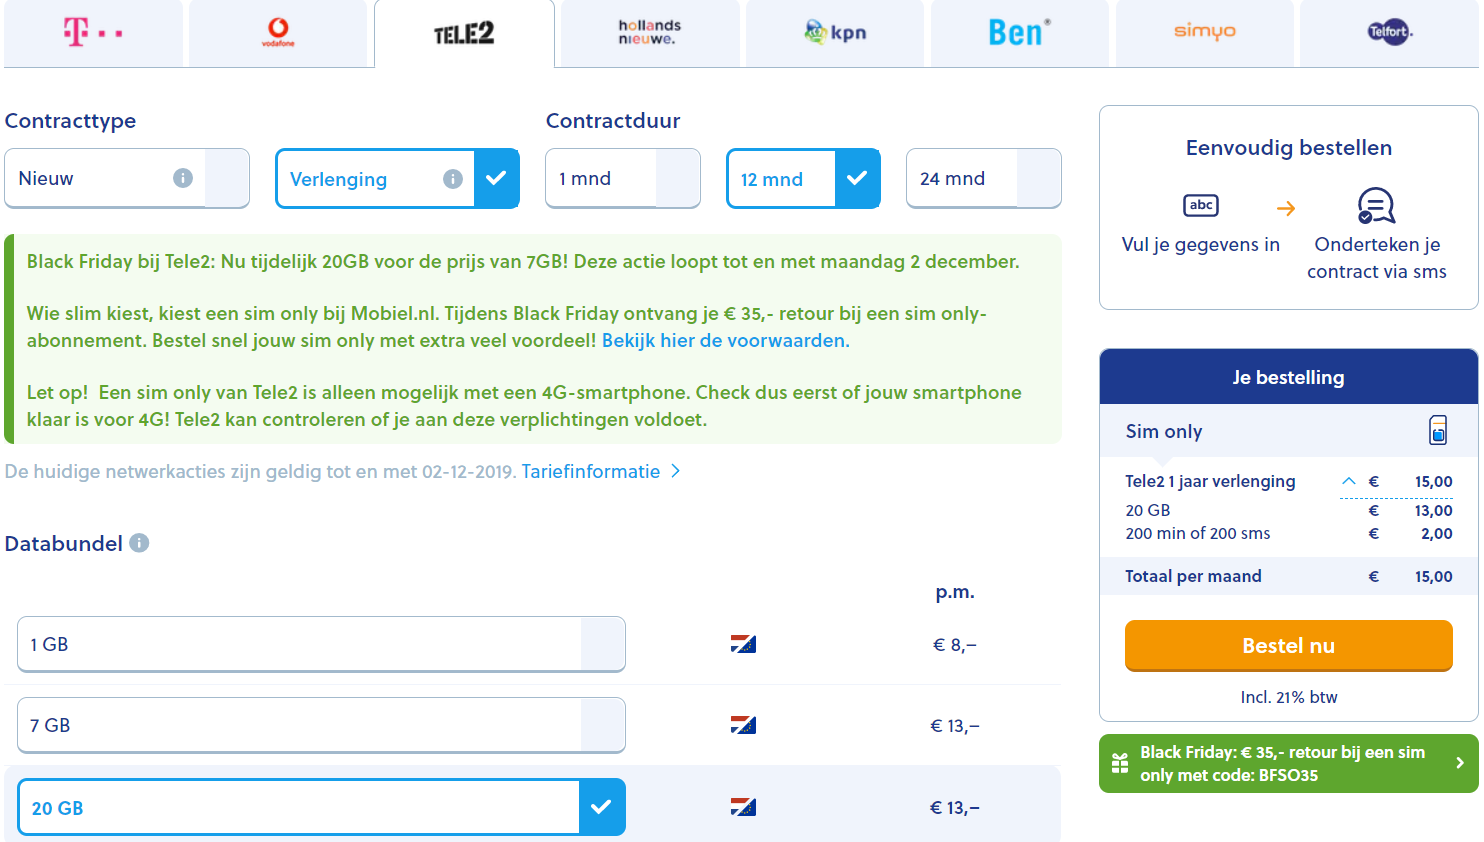 T
vodafone
TELE2
hollands
nieuwe.
kpn
Ben
simyo
Telfort.
Contracttype
Contractduur
Nieuw
Verlenging
1 mnd
12 mnd
24 mnd
Black Friday bij Tele2: Nu tijdelijk 20GB voor de prijs van 7GB! Deze actie loopt tot en met maandag 2 december.
Wie slim kiest, kiest een sim only bij Mobiel.nl. Tijdens Black Friday ontvang je € 35,- retour bij een sim only-
abonnement. Bestel snel jouw sim only met extra veel voordeel! Bekijk hier de voorwaarden.
Let op!  Een sim only van Tele2 is alleen mogelijk met een 4G-smartphone. Check dus eerst of jouw smartphone
klaar is voor 4G! Tele2 kan controleren of je aan deze verplichtingen voldoet.
De huidige netwerkacties zijn geldig tot en met 02-12-2019. Tariefinformatie
Databundel
p.m.
1 GB
€ 8,–
7 GB
€ 13,–
20 GB
€ 13,–
Eenvoudig bestellen
abc
Vul je gegevens in
Onderteken je
contract via sms
Je bestelling
Sim only
Tele2 1 jaar verlenging € 15,00
20 GB € 13,00
200 min of 200 sms € 2,00
Totaal per maand € 15,00
Bestel nu
Incl. 21% btw
Black Friday: € 35,- retour bij een sim
only met code: BFSO35